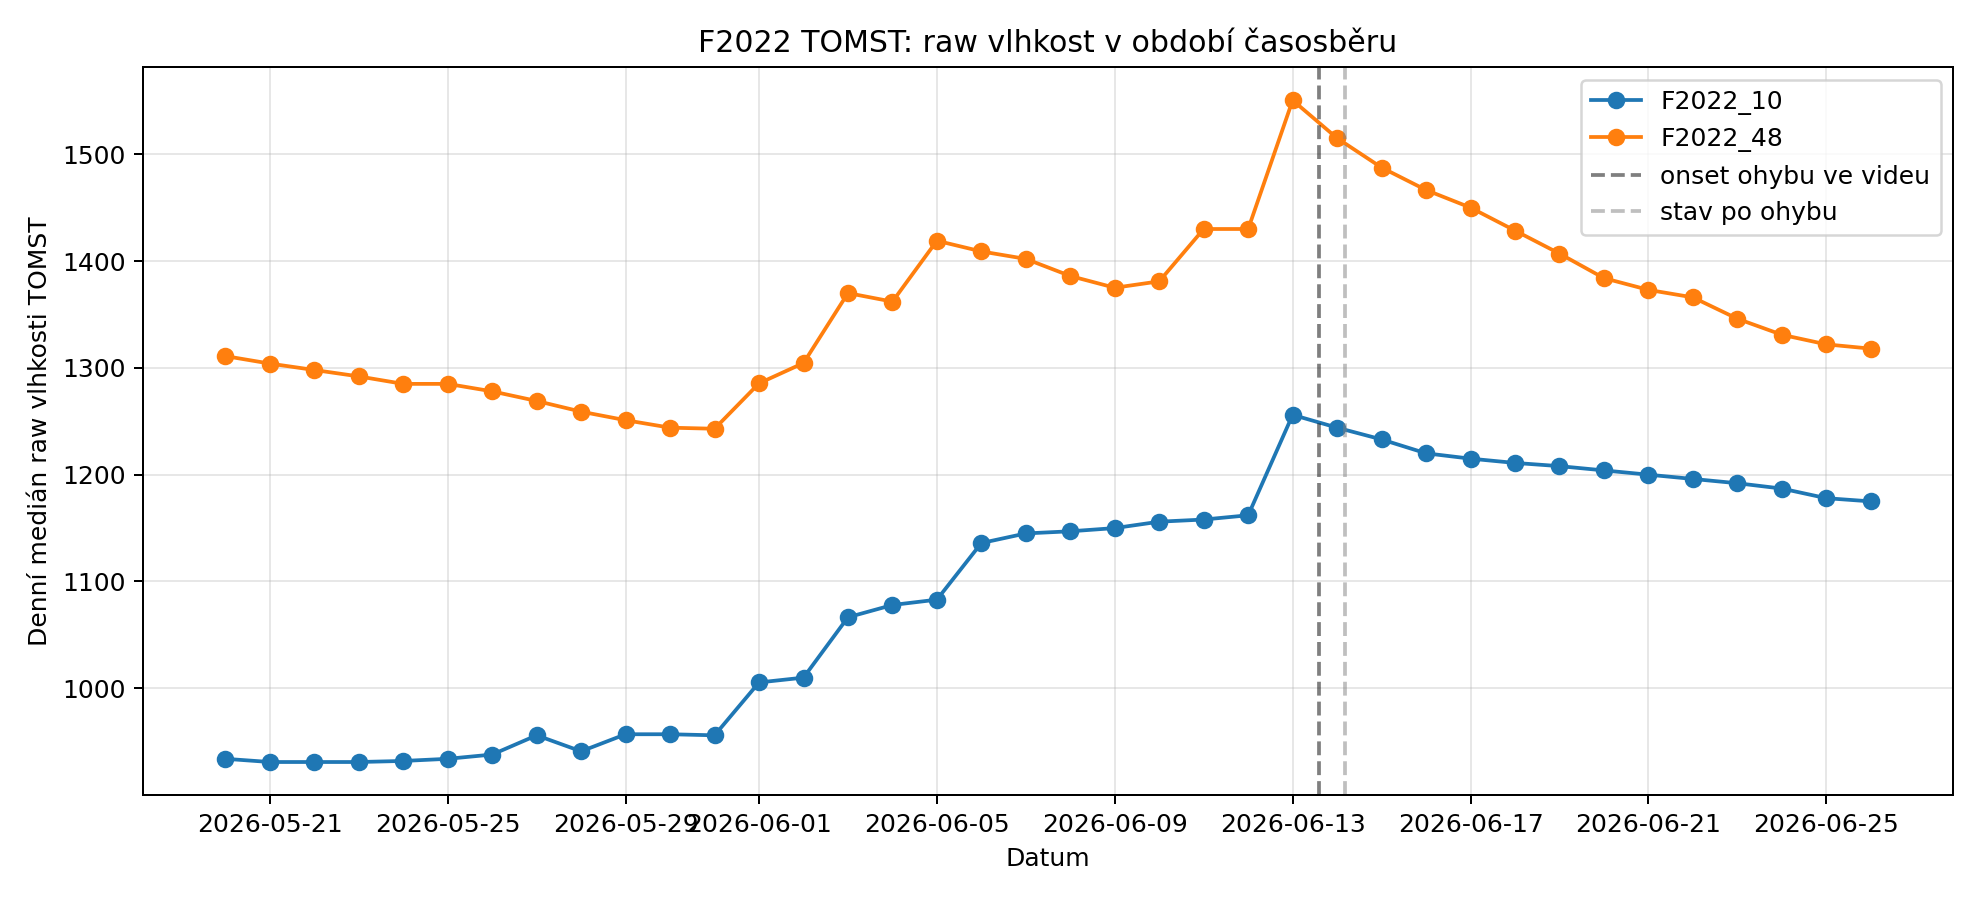 F2022 TOMST: raw vlhkost v období časosběru
F2022_10
F2022_48
onset ohybu ve videu
stav po ohybu
Denní medián raw vlhkosti TOMST
1500
1400
1300
1200
1100
1000
2026-05-21 2026-05-25 2026-05-29 2026-06-01 2026-06-05 2026-06-09 2026-06-13 2026-06-17 2026-06-21 2026-06-25
Datum